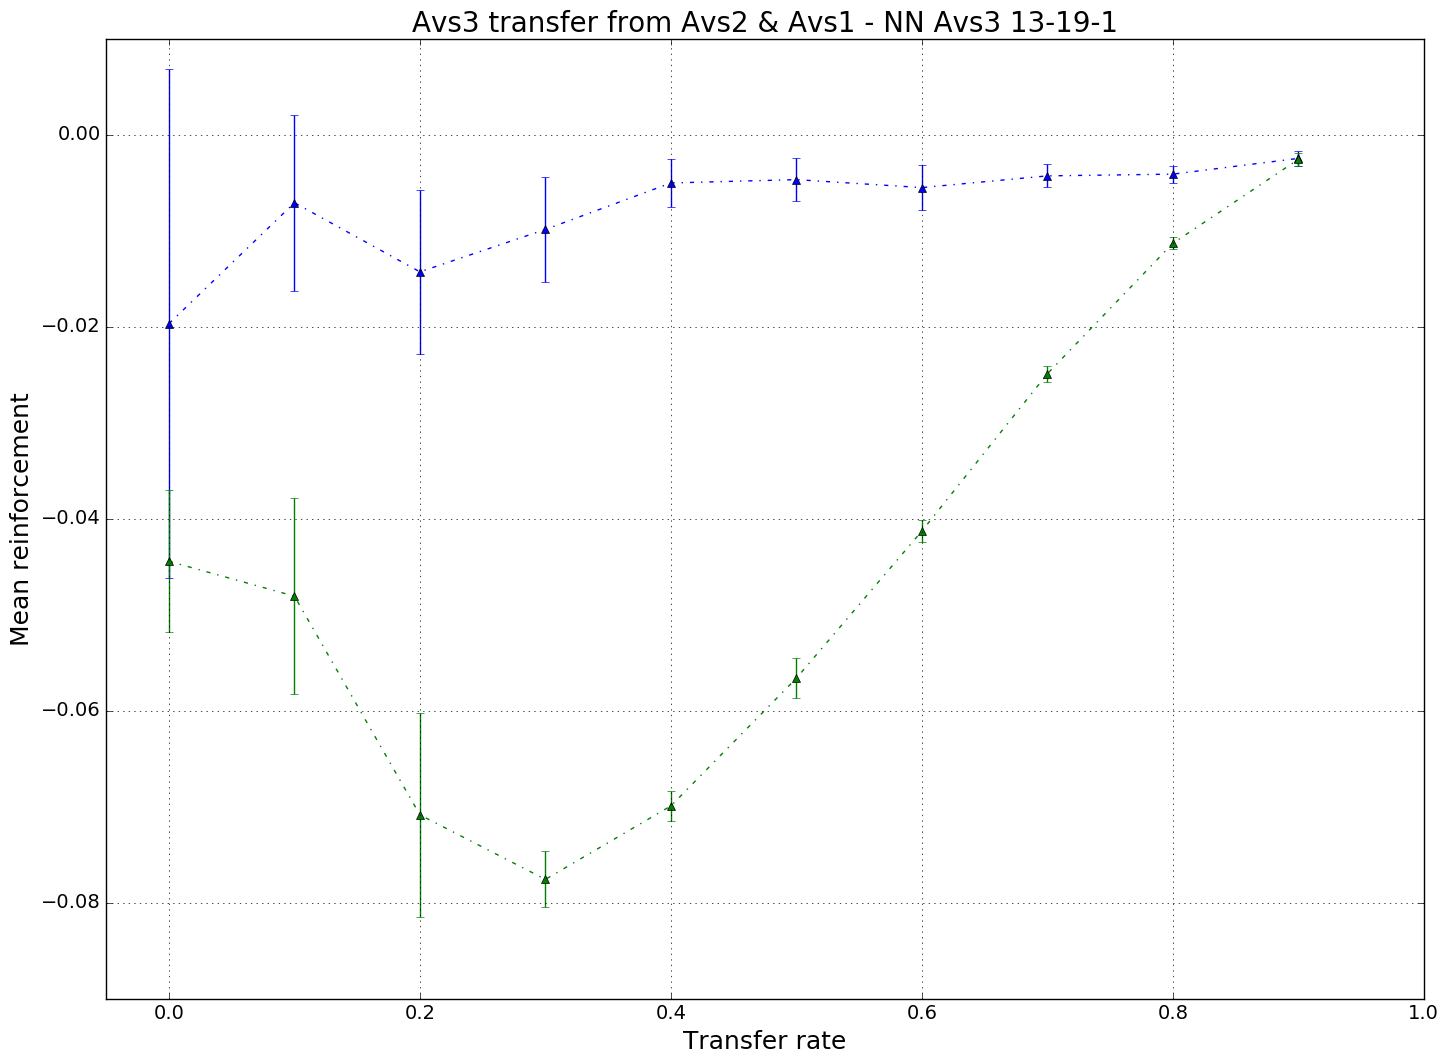 Avs3 transfer from Avs2 & Avs1 - NN Avs3 13-19-1
0.00
−0.02
−0.04
−0.06
−0.08
Mean reinforcement
0.0 0.2 0.4 0.6 0.8 1.0
Transfer rate